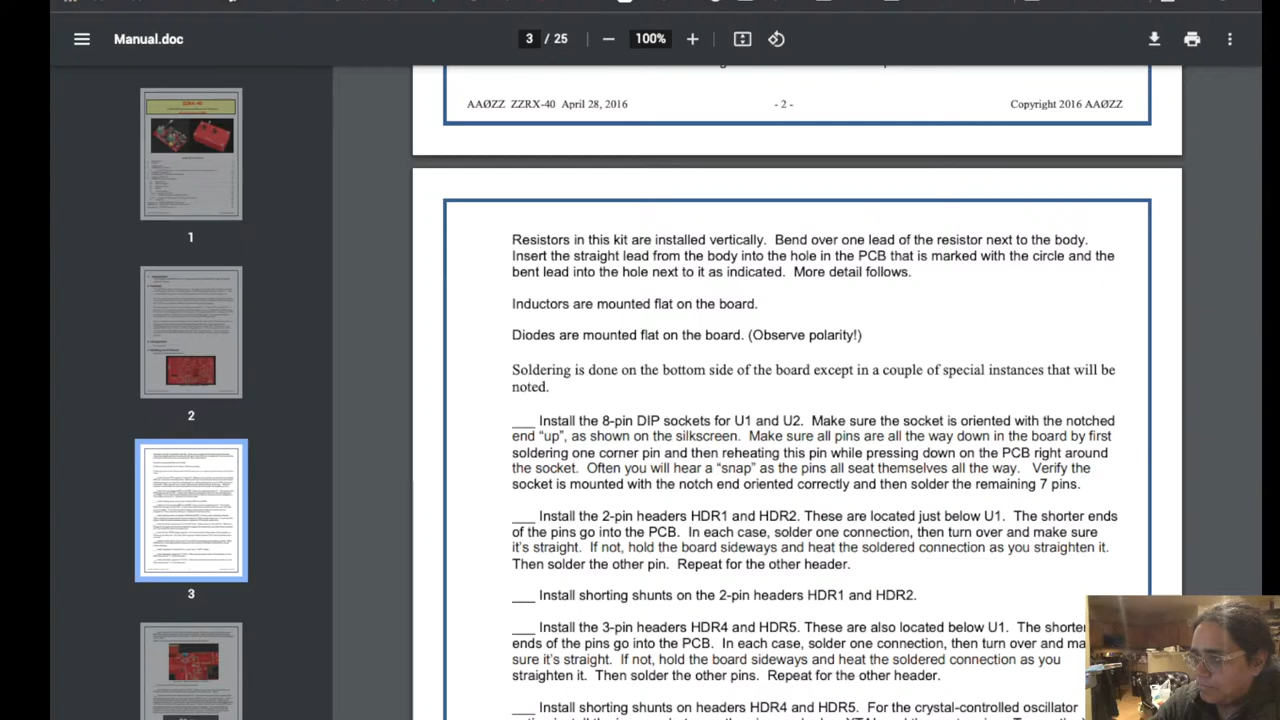 Manual.doc
3 / 25
100%
AAØZZ ZZRX-40 April 28, 2016
- 2 -
Copyright 2016 AAØZZ
Resistors in this kit are installed vertically. Bend over one lead of the resistor next to the body.
Insert the straight lead from the body into the hole in the PCB that is marked with the circle and the
bent lead into the hole next to it as indicated. More detail follows.
Inductors are mounted flat on the board.
Diodes are mounted flat on the board. (Observe polarity!)
Soldering is done on the bottom side of the board except in a couple of special instances that will be
noted.
___ Install the 8-pin DIP sockets for U1 and U2. Make sure the socket is oriented with the notched
end “up”, as shown on the silkscreen. Make sure all pins are all the way down in the board by first
soldering one corner pin and then reheating this pin while pressing down on the PCB right around
the socket. Often you will hear a “snap” as the pins all seat themselves all the way. Verify the
socket is mounted with the notch end oriented correctly and then solder the remaining 7 pins.
___ Install the 2-pin headers HDR1 and HDR2. These are located just below U1. The shorter ends
of the pins go into the PCB. In each case, solder one connection, then turn over and make sure
it’s straight. If not, hold the board sideways and heat the soldered connection as you straighten it.
Then solder the other pin. Repeat for the other header.
___ Install shorting shunts on the 2-pin headers HDR1 and HDR2.
___ Install the 3-pin headers HDR4 and HDR5. These are also located below U1. The shorter
ends of the pins go into the PCB. In each case, solder one connection, then turn over and ma
sure it’s straight. If not, hold the board sideways and heat the soldered connection as you
straighten it. Then solder the other pins. Repeat for the other header.
___ Install shorting shunts on headers HDR4 and HDR5. For the crystal-controlled oscillator
ZZRX-40
1
2
3